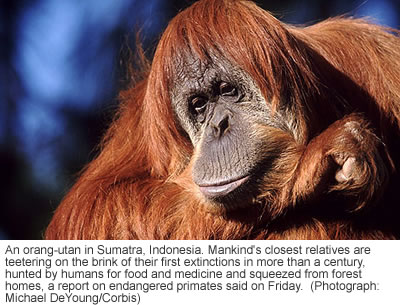 An orang-utan in Sumatra, Indonesia. Mankind's closest relatives are
teetering on the brink of their first extinctions in more than a century,
hunted by humans for food and medicine and squeezed from forest
homes, a report on endangered primates said on Friday.  (Photograph:
Michael DeYoung/Corbis)